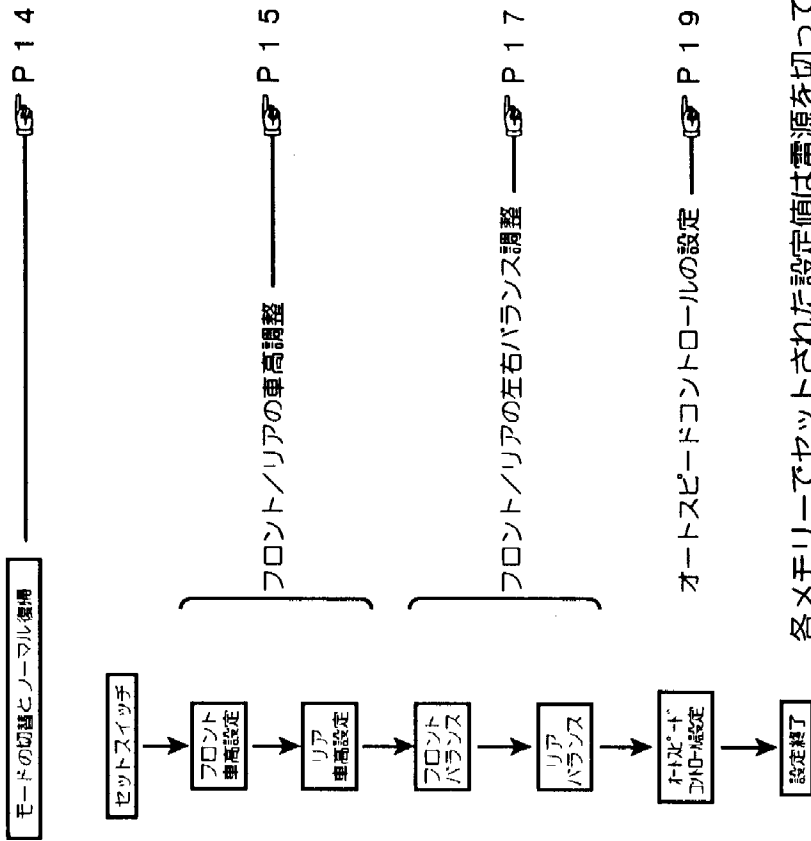 モードの切替とノーマル復帰 ☞ P14
セットスイッチ
フロント
車高設定
リア
車高設定
フロント／リアの車高調整 ☞ P15
フロント
バランス
リア
バランス
フロント／リアの左右バランス調整 ☞ P17
オートスピード
コントロール設定
オートスピードコントロールの設定 ☞ P19
設定終了
各メモリーでセットされた設定値は電源を切って